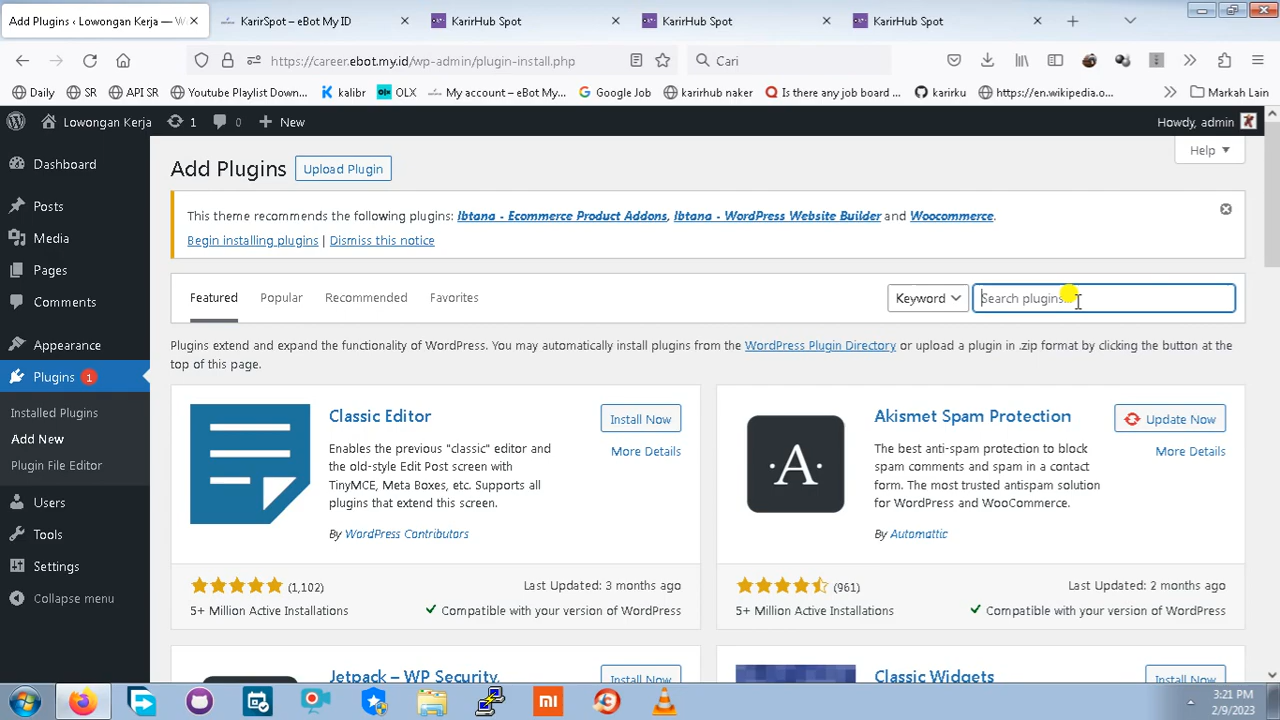 Add Plugins ‹ Lowongan Kerja — W
KarirSpot – eBot My ID
KarirHub Spot
KarirHub Spot
KarirHub Spot
https://career.ebot.my.id/wp-admin/plugin-install.php
Cari
Daily
SR
API SR
Youtube Playlist Down...
kalibr
OLX
My account – eBot My...
Google Job
karirhub naker
Is there any job board ...
karirku
https://en.wikipedia.o...
Markah Lain
Lowongan Kerja
1
0
New
Howdy, admin
Dashboard
Posts
Media
Pages
Comments
Appearance
Plugins 1
Installed Plugins
Add New
Plugin File Editor
Users
Tools
Settings
Collapse menu
Help
Add Plugins
Upload Plugin
This theme recommends the following plugins: Ibtana - Ecommerce Product Addons, Ibtana - WordPress Website Builder and Woocommerce.
Begin installing plugins | Dismiss this notice
Featured
Popular
Recommended
Favorites
Keyword
Search plugins...
Plugins extend and expand the functionality of WordPress. You may automatically install plugins from the WordPress Plugin Directory or upload a plugin in .zip format by clicking the button at the
top of this page.
Classic Editor
Install Now
More Details
Enables the previous "classic" editor and
the old-style Edit Post screen with
TinyMCE, Meta Boxes, etc. Supports all
plugins that extend this screen.
By WordPress Contributors
(1,102)
Last Updated: 3 months ago
5+ Million Active Installations
Compatible with your version of WordPress
Akismet Spam Protection
Update Now
More Details
The best anti-spam protection to block
spam comments and spam in a contact
form. The most trusted antispam solution
for WordPress and WooCommerce.
By Automattic
(961)
Last Updated: 2 months ago
5+ Million Active Installations
Compatible with your version of WordPress
Jetpack – WP Security,
Install Now
Classic Widgets
Install Now
3:21 PM
2/9/2023